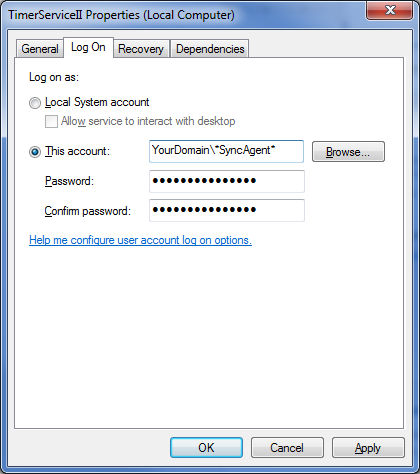 TimerServiceII Properties (Local Computer)
General Log On Recovery Dependencies
Log on as:
Local System account
Allow service to interact with desktop
This account: YourDomain\*SyncAgent* Browse...
Password: ●●●●●●●●●●●●●●●
Confirm password: ●●●●●●●●●●●●●●●
Help me configure user account log on options.
OK Cancel Apply